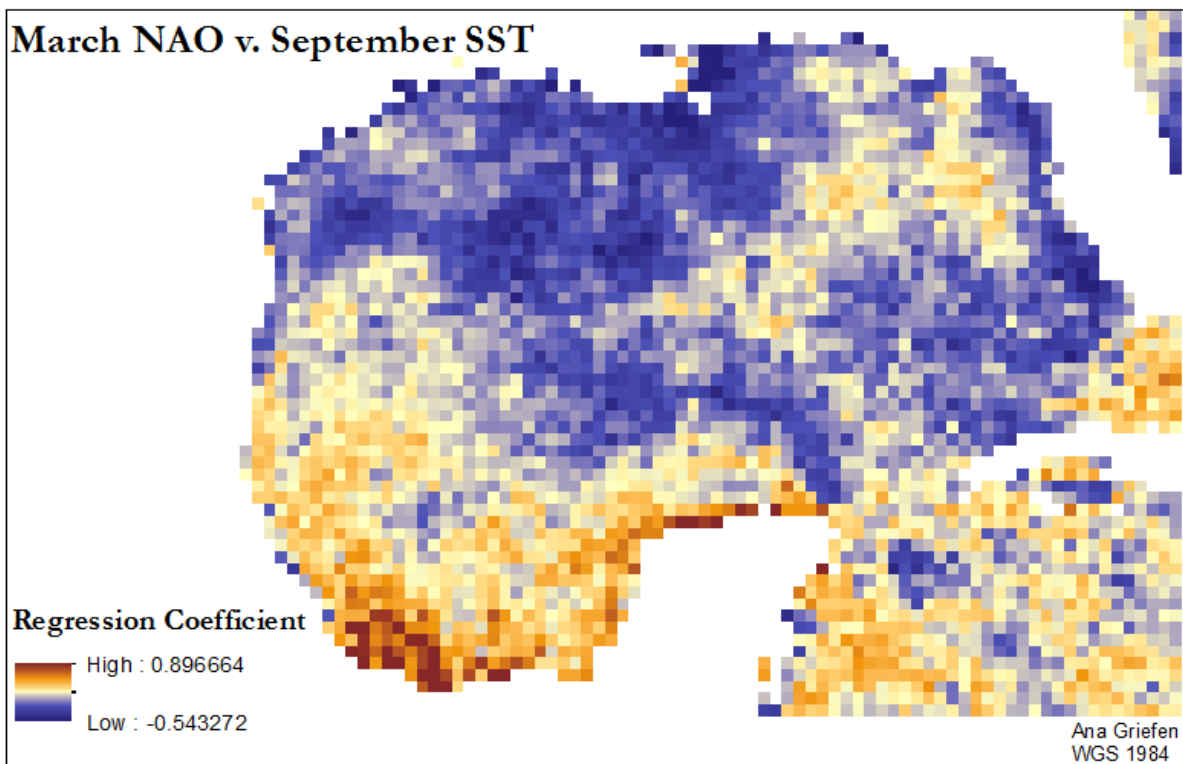 March NAO v. September SST
Regression Coefficient
High : 0.896664
Low : -0.543272
Ana Griefen
WGS 1984